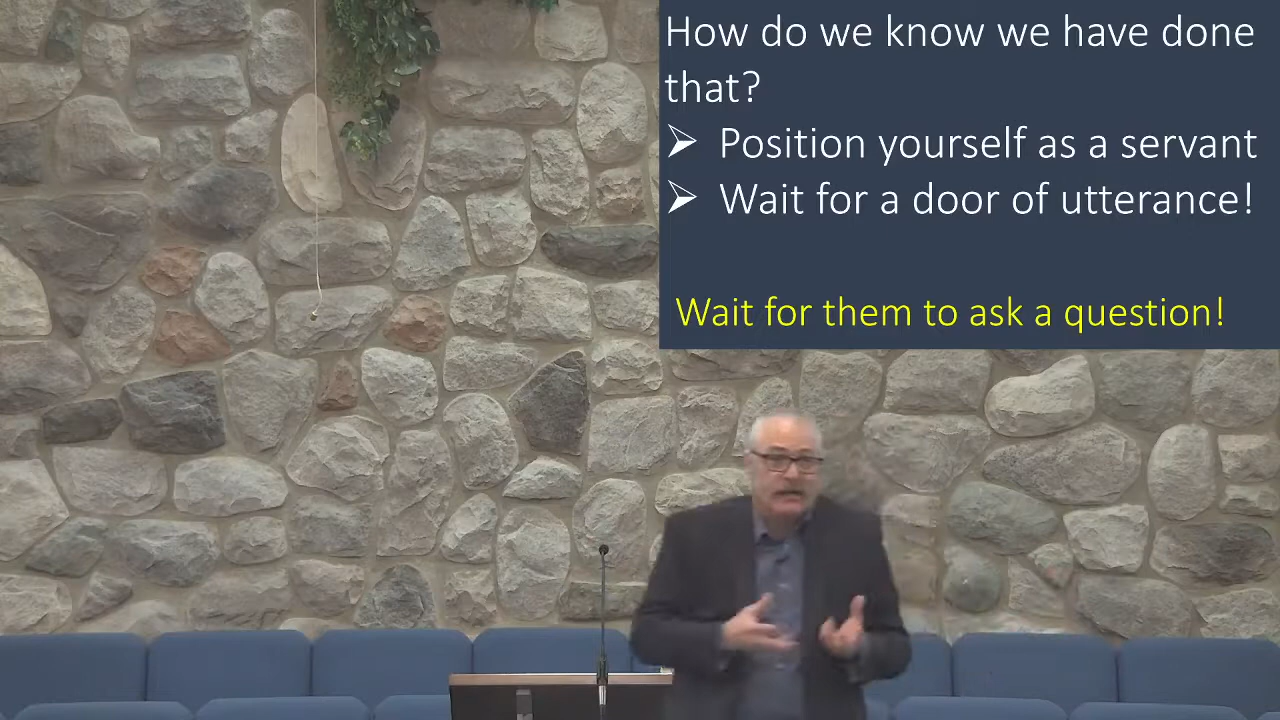 How do we know we have done
that?
➢ Position yourself as a servant
➢ Wait for a door of utterance!
Wait for them to ask a question!